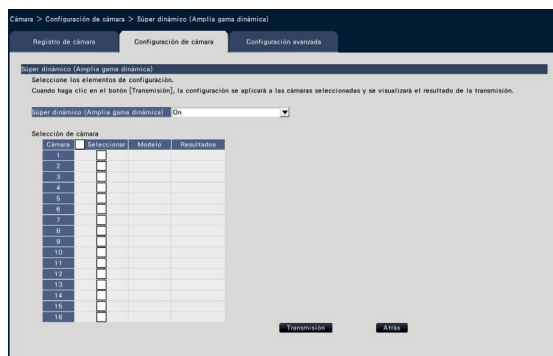 Cámara > Configuración de cámara > Súper dinámico (Amplia gama dinámica)
Registro de cámara Configuración de cámara Configuración avanzada
Súper dinámico (Amplia gama dinámica)
Seleccione los elementos de configuración.
Cuando haga clic en el botón [Transmisión], la configuración se aplicará a las cámaras seleccionadas y se visualizará el resultado de la transmisión.
Súper dinámico (Amplia gama dinámica) On
Selección de cámara
Cámara Seleccionar Modelo Resultados
1
2
3
4
5
6
7
8
9
10
11
12
13
14
15
16
Transmisión Atrás